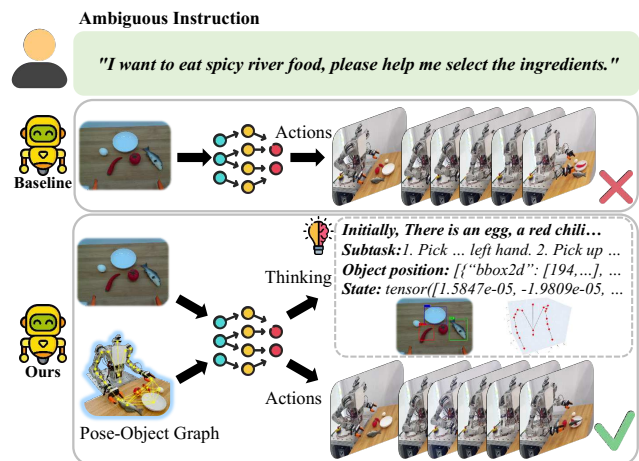 Ambiguous Instruction
"I want to eat spicy river food, please help me select the ingredients."
Baseline
Actions
Initially, There is an egg, a red chili…
Subtask:1. Pick … left hand. 2. Pick up …
Object position: [{“bbox2d”: [194,…], …
State: tensor([1.5847e-05, -1.9809e-05, …
Thinking
Ours
Pose-Object Graph
Actions